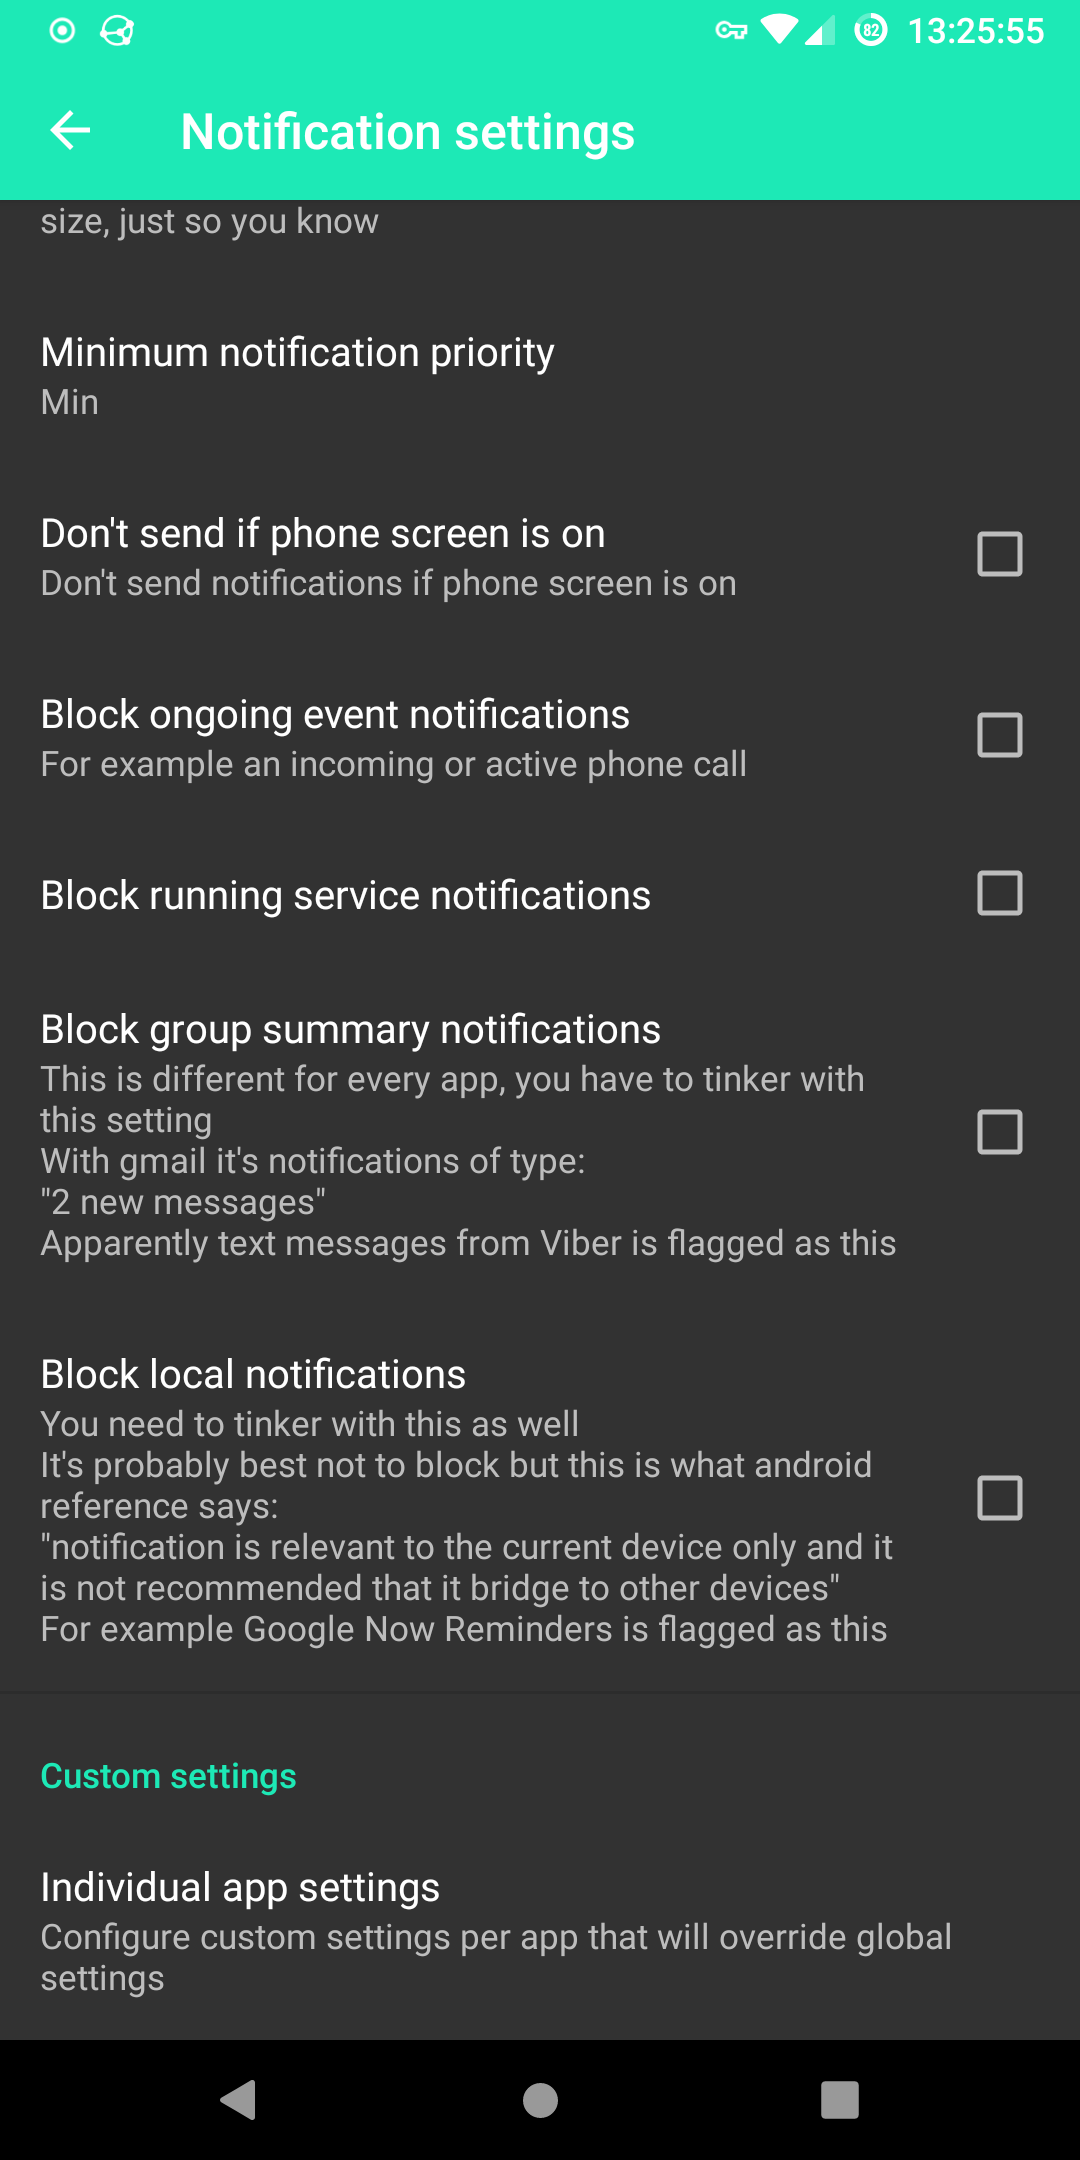 82 13:25:55
Notification settings
size, just so you know
Minimum notification priority
Min
Don't send if phone screen is on
Don't send notifications if phone screen is on
Block ongoing event notifications
For example an incoming or active phone call
Block running service notifications
Block group summary notifications
This is different for every app, you have to tinker with
this setting
With gmail it's notifications of type:
"2 new messages"
Apparently text messages from Viber is flagged as this
Block local notifications
You need to tinker with this as well
It's probably best not to block but this is what android
reference says:
"notification is relevant to the current device only and it
is not recommended that it bridge to other devices"
For example Google Now Reminders is flagged as this
Custom settings
Individual app settings
Configure custom settings per app that will override global
settings